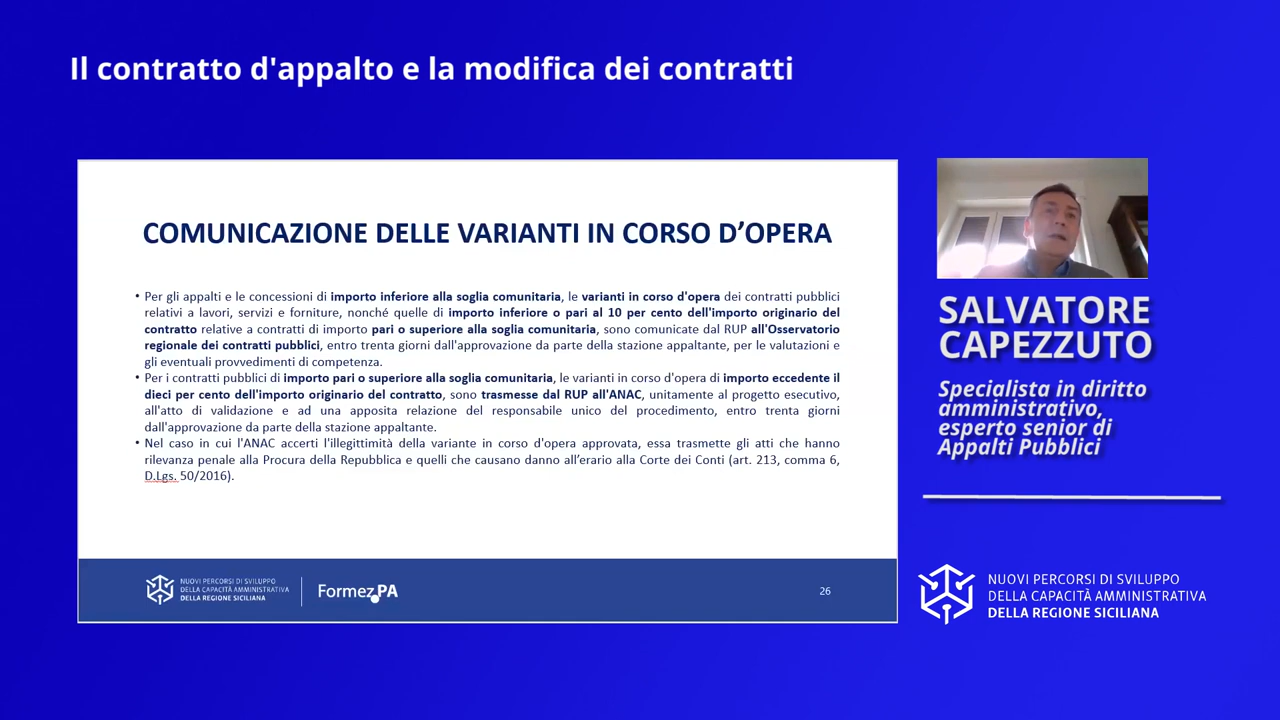 Il contratto d'appalto e la modifica dei contratti
COMUNICAZIONE DELLE VARIANTI IN CORSO D’OPERA
• Per gli appalti e le concessioni di importo inferiore alla soglia comunitaria, le varianti in corso d'opera dei contratti pubblici
relativi a lavori, servizi e forniture, nonché quelle di importo inferiore o pari al 10 per cento dell'importo originario del
contratto relative a contratti di importo pari o superiore alla soglia comunitaria, sono comunicate dal RUP all'Osservatorio
regionale dei contratti pubblici, entro trenta giorni dall'approvazione da parte della stazione appaltante, per le valutazioni e
gli eventuali provvedimenti di competenza.
• Per i contratti pubblici di importo pari o superiore alla soglia comunitaria, le varianti in corso d'opera di importo eccedente il
dieci per cento dell'importo originario del contratto, sono trasmesse dal RUP all'ANAC, unitamente al progetto esecutivo,
all'atto di validazione e ad una apposita relazione del responsabile unico del procedimento, entro trenta giorni
dall'approvazione da parte della stazione appaltante.
• Nel caso in cui l'ANAC accerti l'illegittimità della variante in corso d'opera approvata, essa trasmette gli atti che hanno
rilevanza penale alla Procura della Repubblica e quelli che causano danno all’erario alla Corte dei Conti (art. 213, comma 6,
D.Lgs. 50/2016).
NUOVI PERCORSI DI SVILUPPO
DELLA CAPACITÀ AMMINISTRATIVA
DELLA REGIONE SICILIANA
Formez PA
26
SALVATORE
CAPEZZUTO
Specialista in diritto
amministrativo,
esperto senior di
Appalti Pubblici
NUOVI PERCORSI DI SVILUPPO
DELLA CAPACITÀ AMMINISTRATIVA
DELLA REGIONE SICILIANA